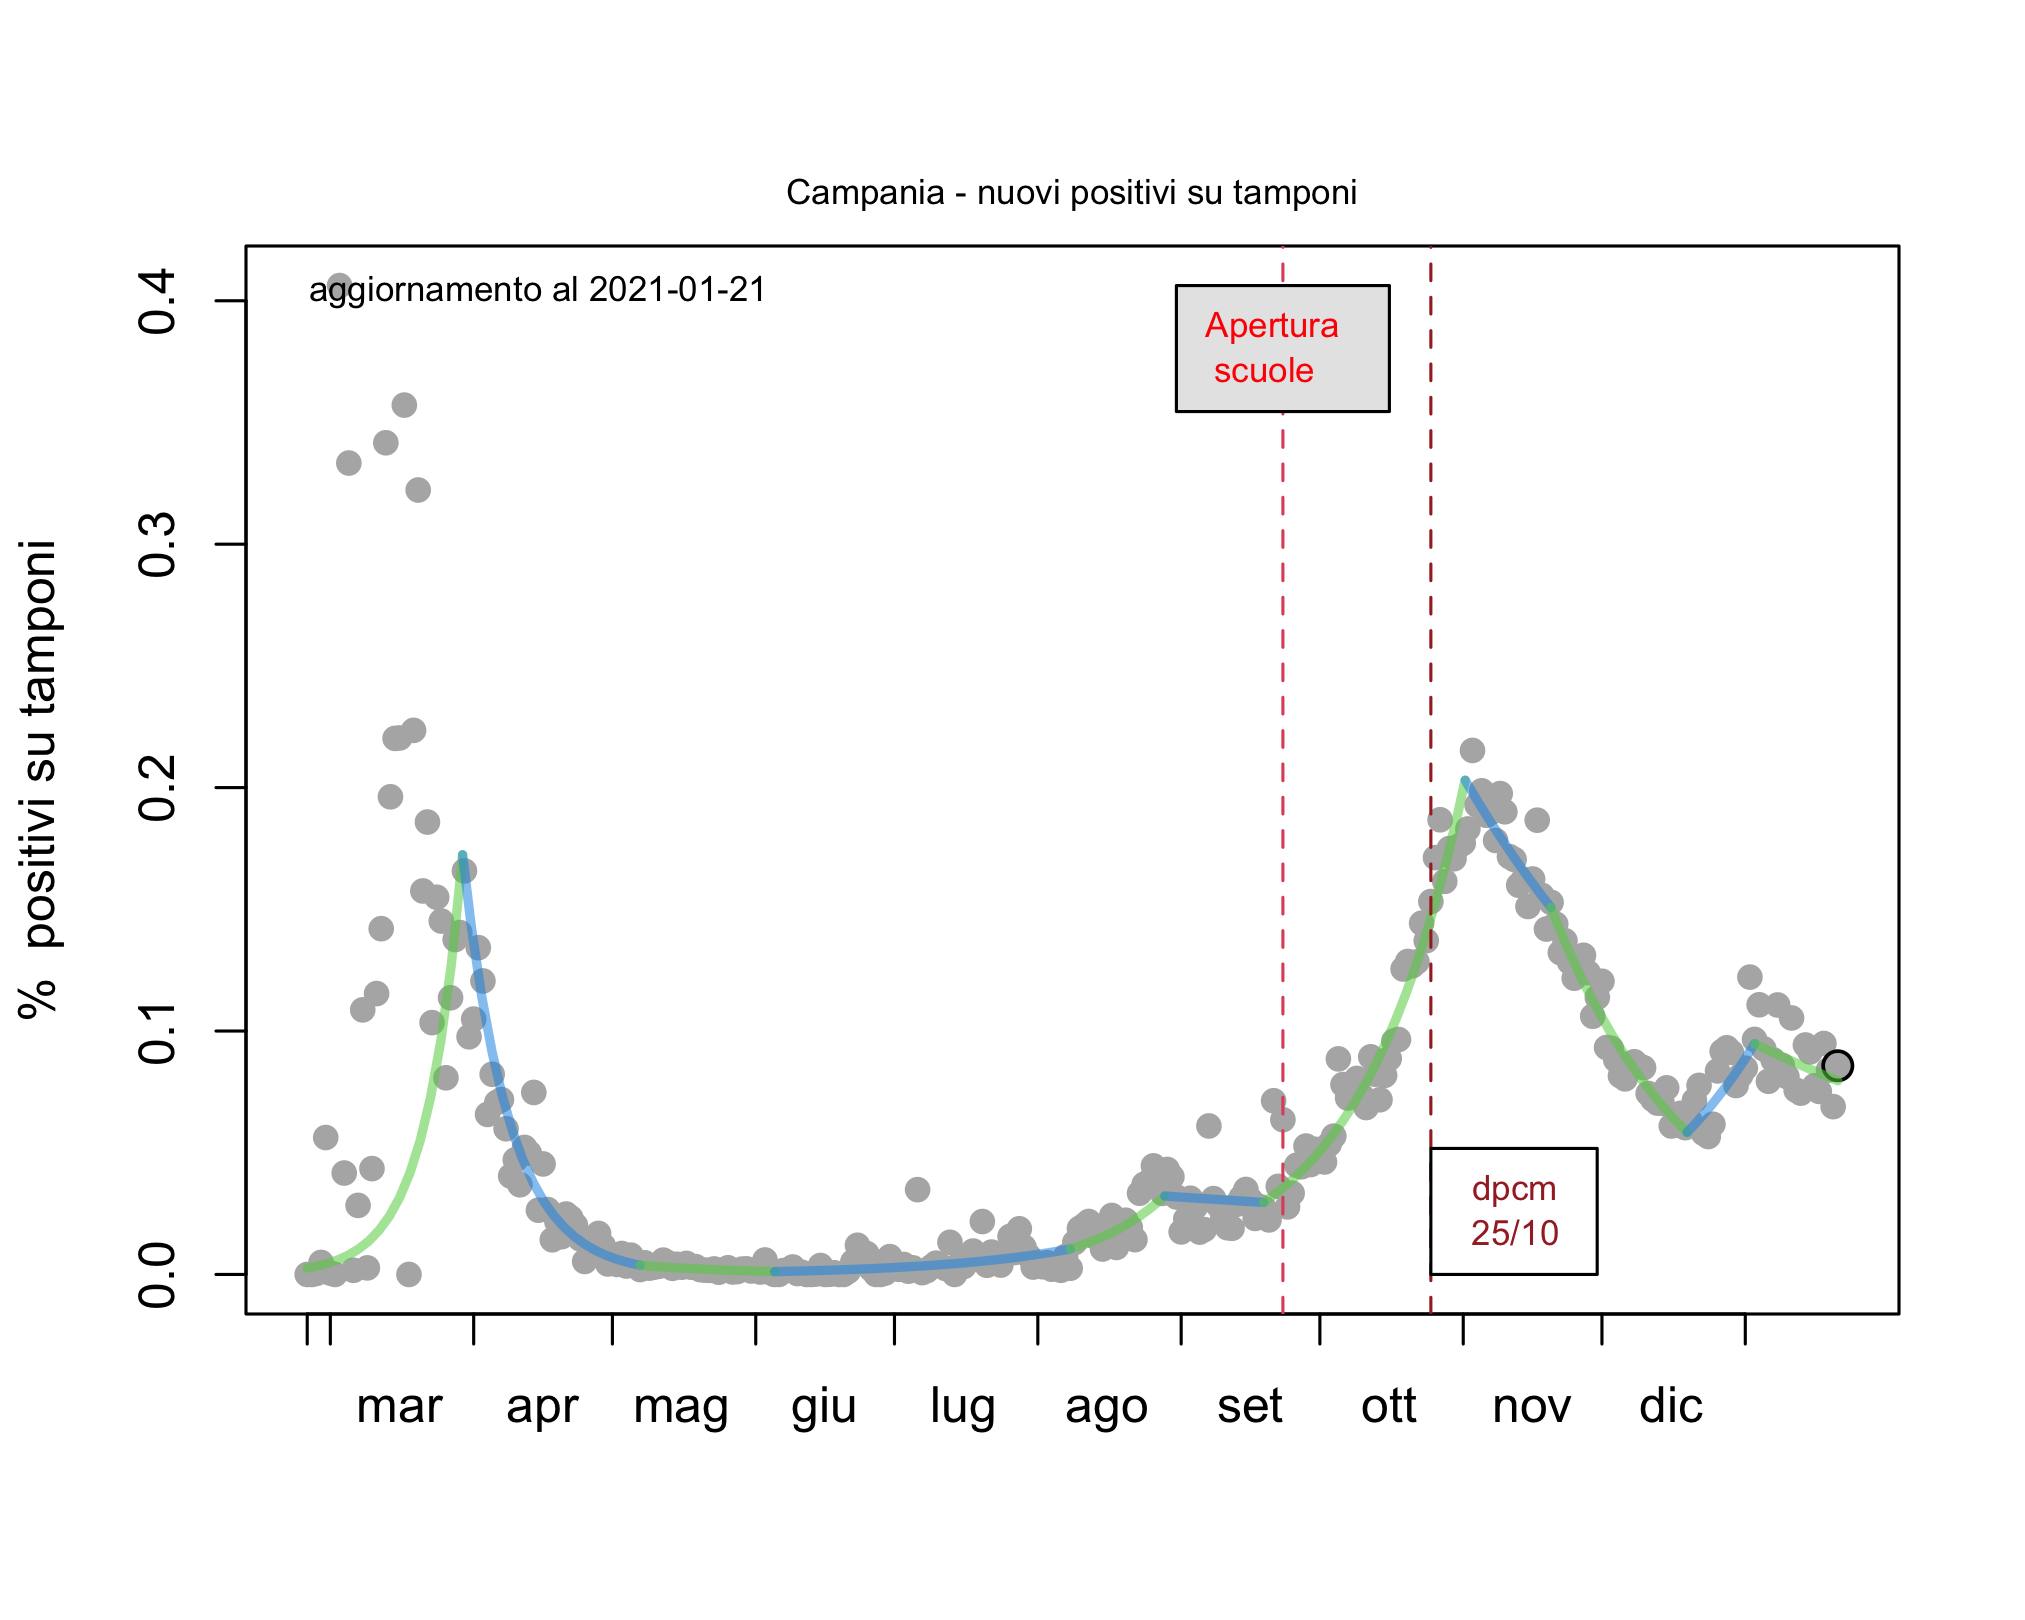 Campania - nuovi positivi su tamponi
aggiornamento al 2021-01-21
Apertura
scuole
dpcm
25/10
% positivi su tamponi
0.4
0.3
0.2
0.1
0.0
mar apr mag giu lug ago set ott nov dic